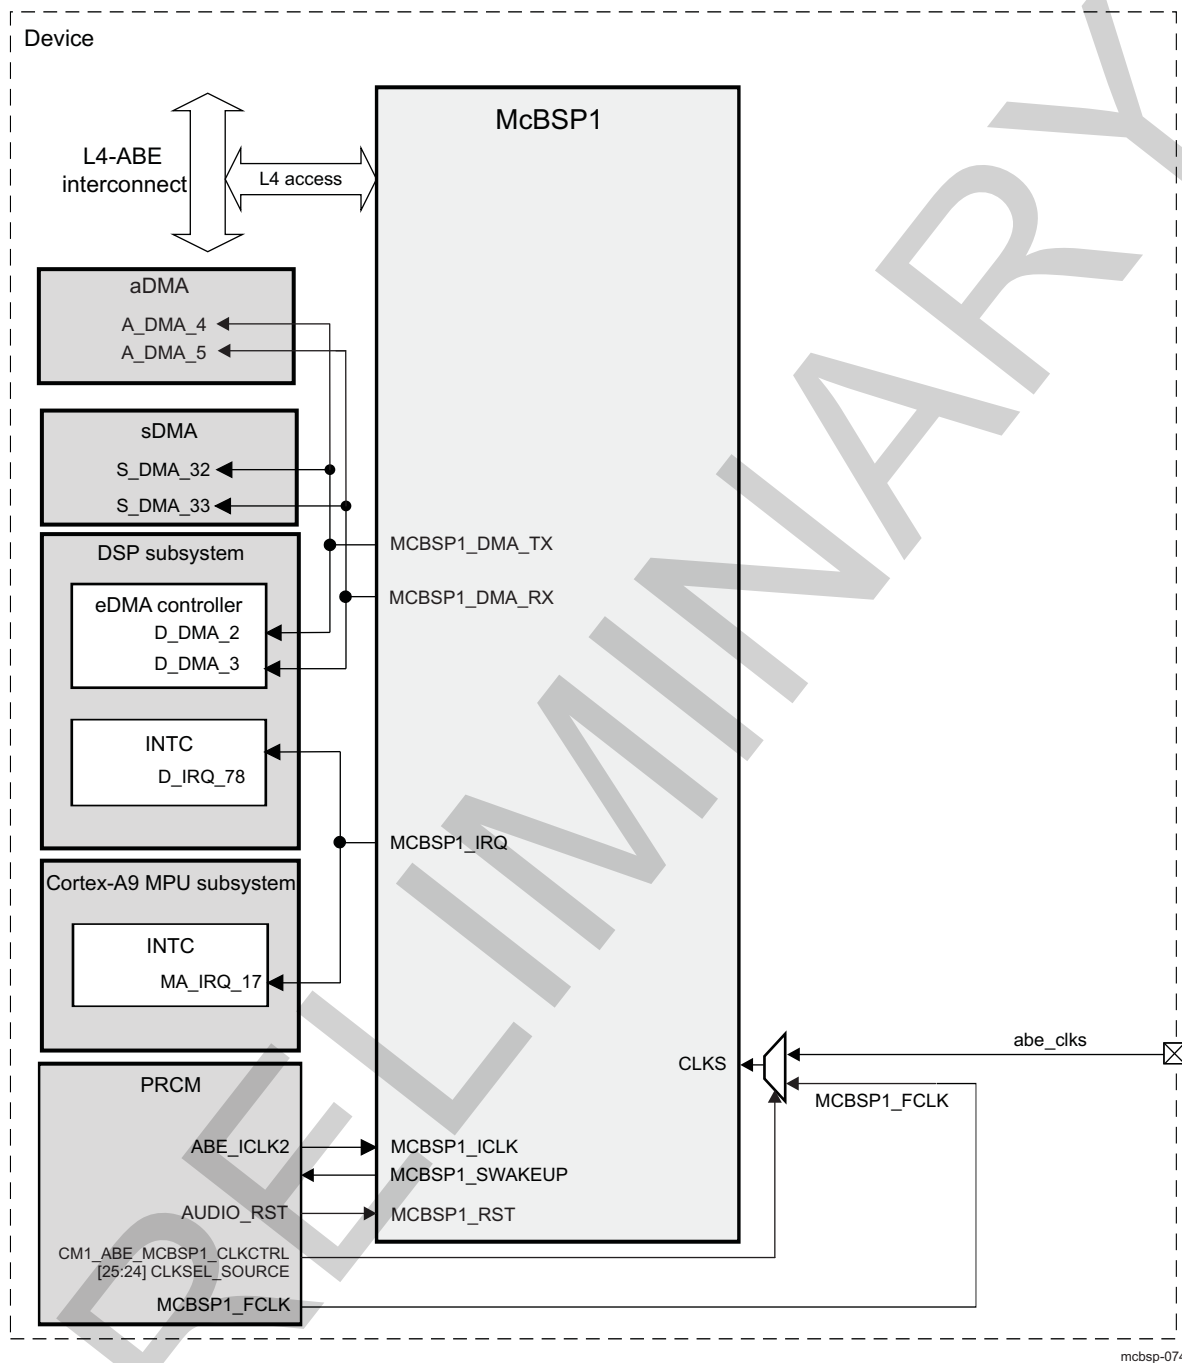 Device
McBSP1
L4-ABE
interconnect
L4 access
aDMA
A_DMA_4
A_DMA_5
sDMA
S_DMA_32
S_DMA_33
DSP subsystem
eDMA controller
D_DMA_2
D_DMA_3
INTC
D_IRQ_78
MCBSP1_DMA_TX
MCBSP1_DMA_RX
MCBSP1_IRQ
Cortex-A9 MPU subsystem
INTC
MA_IRQ_17
abe_clks
CLKS
MCBSP1_FCLK
PRCM
ABE_ICLK2
MCBSP1_ICLK
MCBSP1_SWAKEUP
AUDIO_RST
MCBSP1_RST
CM1_ABE_MCBSP1_CLKCTRL
[25:24] CLKSEL_SOURCE
MCBSP1_FCLK
mcbsp-074
PRELIMINARY